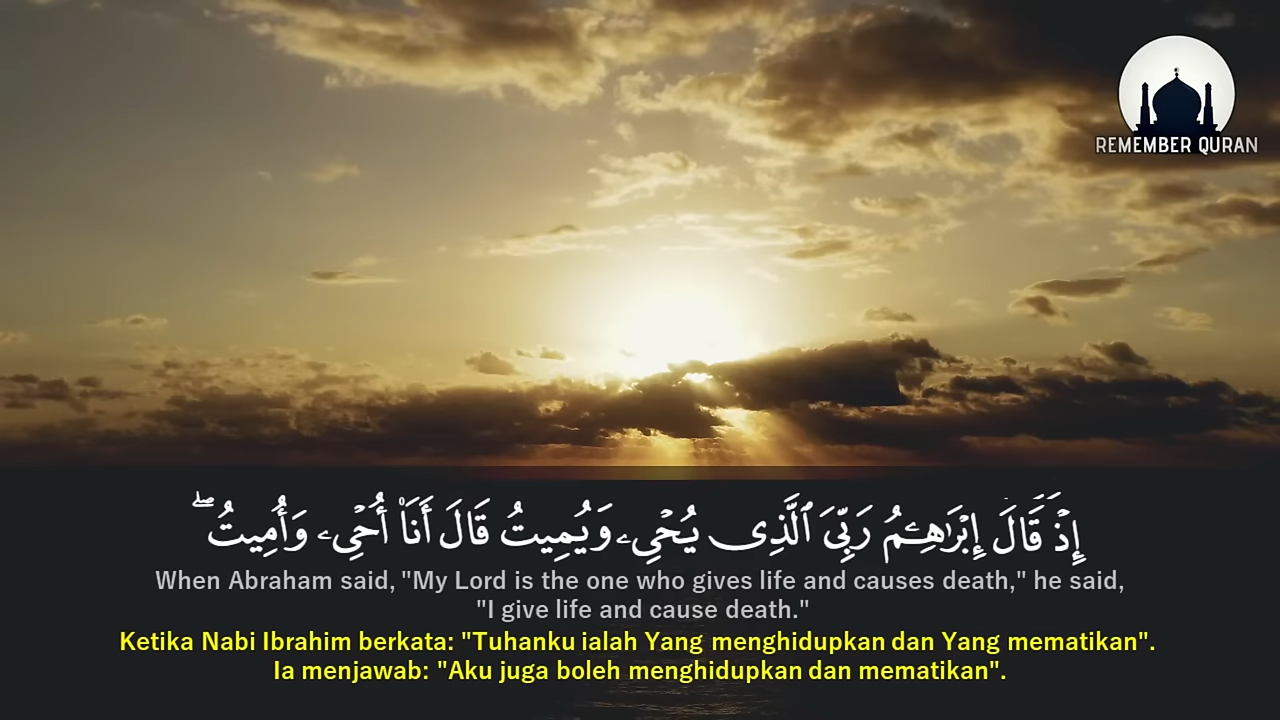 REMEMBER QURAN
إِذْ قَالَ إِبْرَٰهِـۧمُ رَبِّىَ ٱلَّذِى يُحْىِۦ وَيُمِيتُ قَالَ أَنَا۠ أُحْىِۦ وَأُمِيتُ ۖ
When Abraham said, "My Lord is the one who gives life and causes death," he said,
"I give life and cause death."
Ketika Nabi Ibrahim berkata: "Tuhanku ialah Yang menghidupkan dan Yang mematikan".
Ia menjawab: "Aku juga boleh menghidupkan dan mematikan".